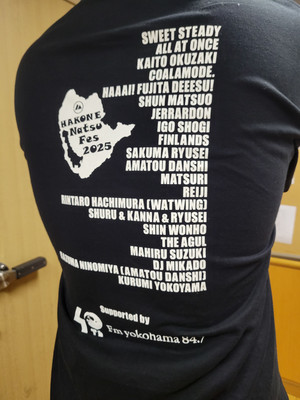 SWEET STEADY
ALL AT ONCE
KAITO OKUZAKI
COALAMODE.
HAAAI! FUJITA DEEESU!
SHUN MATSUO
JERRARDON
IGO SHOGI
FINLANDS
SAKUMA RYUSEI
AMATOU DANSHI
MATSURI
REIJI
RINTARO HACHIMURA (WATWING)
SHURU & KANNA & RYUSEI
SHIN WONHO
THE AGUL
MAHIRU SUZUKI
DJ MIKADO
NINOMIYA (AMATOU DANSHI)
KURUMI YOKOYAMA
HAKONE
Natsu
Fes
2025
Supported by
40
Fm yokohama 84.7